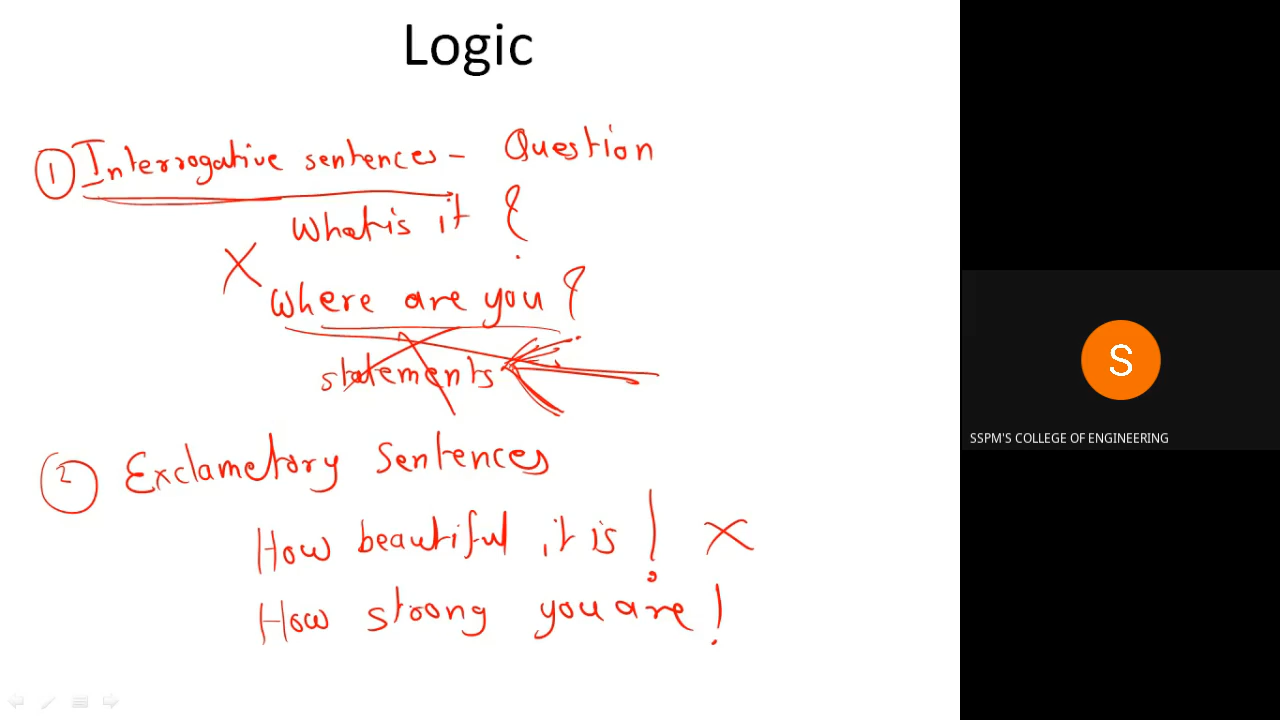 Logic
① Interrogative sentences - Question
What is it ?
X
Where are you ?
statements
② Exclametory sentences
How beautiful it is ! X
How strong you are !
S
SSPM'S COLLEGE OF ENGINEERING